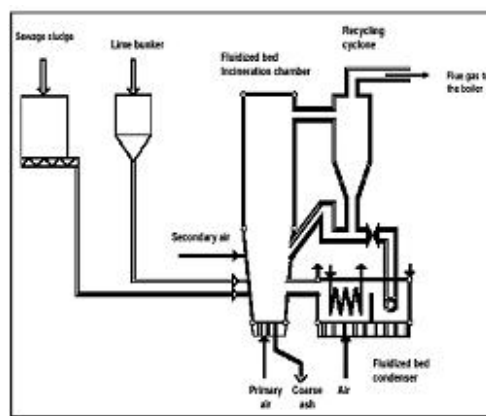 Sewage sludge
Lime bunker
Recycling
cyclone
Fluidized bed
Incineration chamber
Flue gas to
the boiler
Secondary air
Primary
air
Coarse
ash
Air
Fluidized bed
condenser